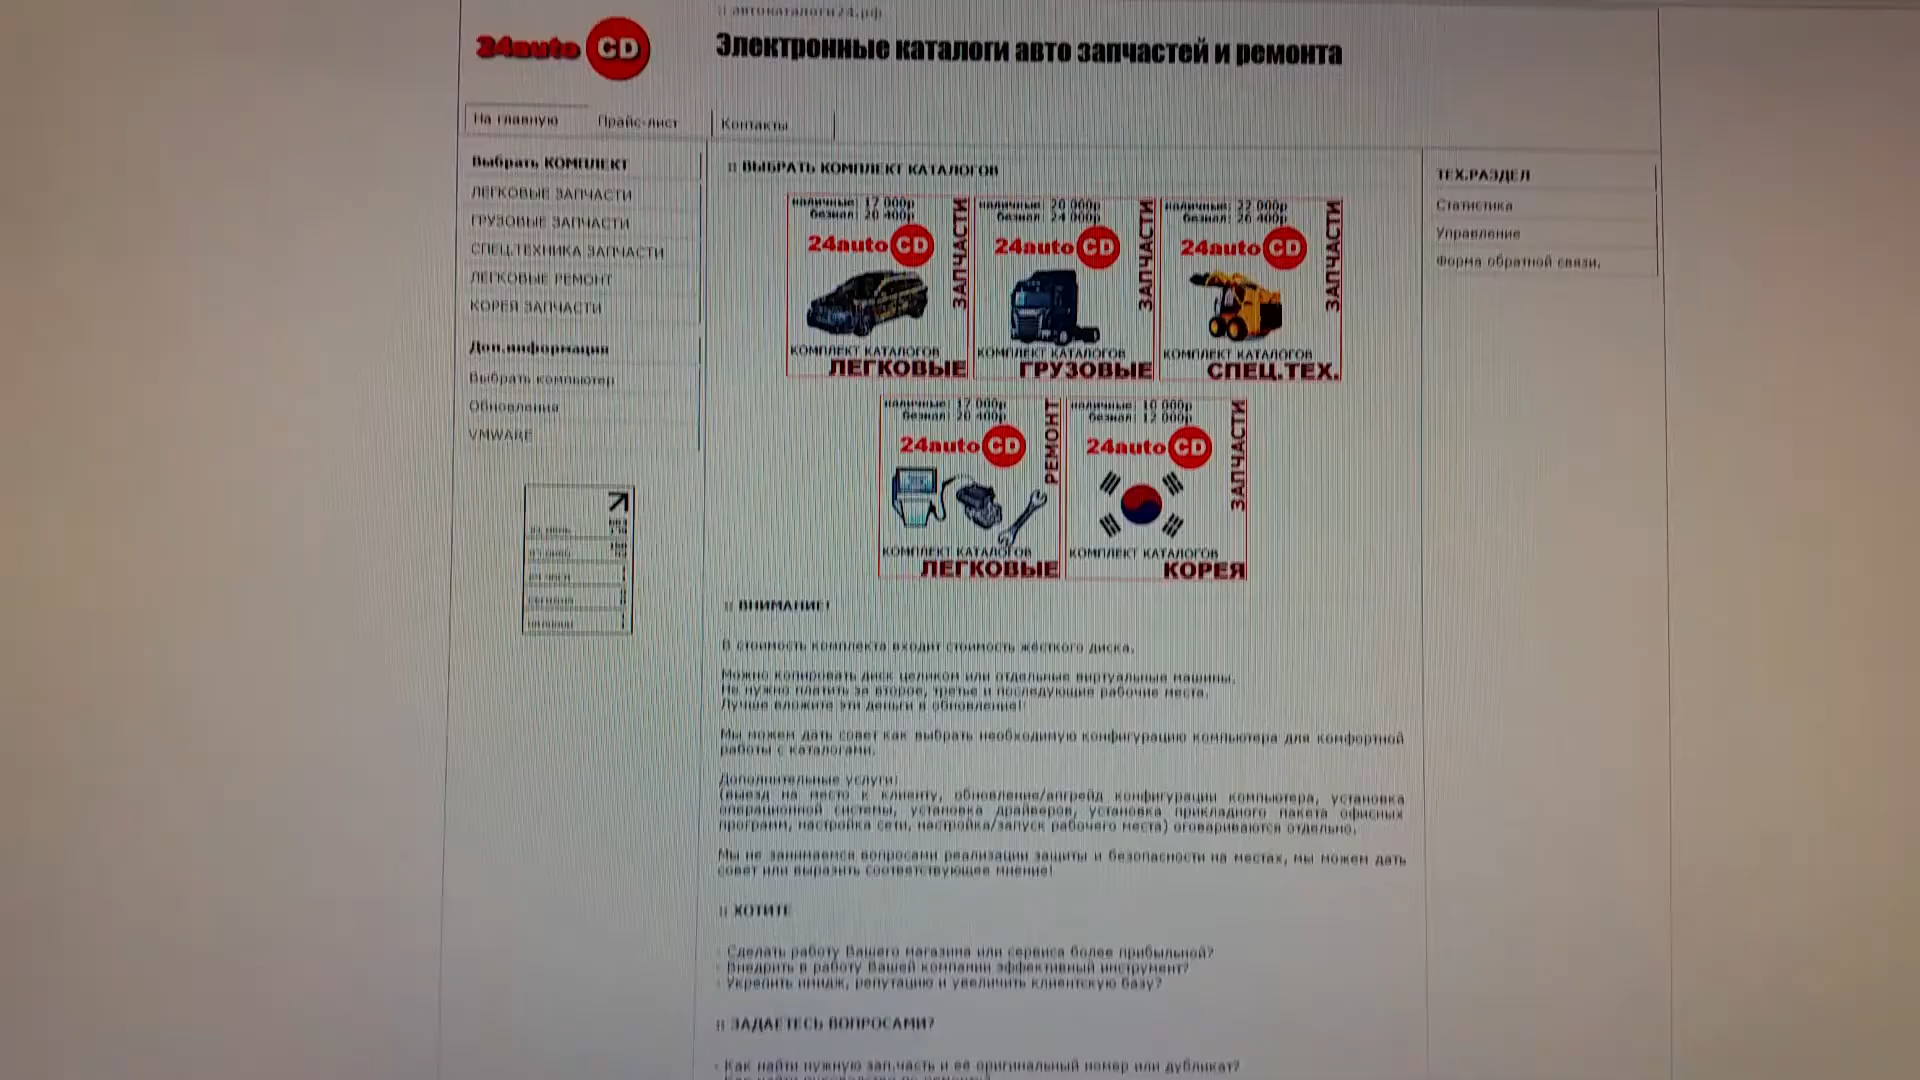 :: автокаталоги24.рф
24auto CD
Электронные каталоги авто запчастей и ремонта
На главную
Прайс-лист
Контакты
Выбрать КОМПЛЕКТ
ЛЕГКОВЫЕ ЗАПЧАСТИ
ГРУЗОВЫЕ ЗАПЧАСТИ
СПЕЦ.ТЕХНИКА ЗАПЧАСТИ
ЛЕГКОВЫЕ РЕМОНТ
КОРЕЯ ЗАПЧАСТИ
Доп.информация
Выбрать компьютер
Обновления
VMWARE
:: ВЫБРАТЬ КОМПЛЕКТ КАТАЛОГОВ
наличные: 17 000р
безнал: 20 400р
24auto CD
ЗАПЧАСТИ
КОМПЛЕКТ КАТАЛОГОВ
ЛЕГКОВЫЕ
наличные: 20 000р
безнал: 24 000р
24auto CD
ЗАПЧАСТИ
КОМПЛЕКТ КАТАЛОГОВ
ГРУЗОВЫЕ
наличные: 22 000р
безнал: 26 400р
24auto CD
ЗАПЧАСТИ
КОМПЛЕКТ КАТАЛОГОВ
СПЕЦ.ТЕХ.
наличные: 17 000р
безнал: 20 400р
24auto CD
РЕМОНТ
КОМПЛЕКТ КАТАЛОГОВ
ЛЕГКОВЫЕ
наличные: 10 000р
безнал: 12 000р
24auto CD
ЗАПЧАСТИ
КОМПЛЕКТ КАТАЛОГОВ
КОРЕЯ
:: ВНИМАНИЕ!
В стоимость комплекта входит стоимость жёсткого диска.
Можно копировать диск целиком или отдельные виртуальные машины.
Не нужно платить за второе, третье и последующие рабочие места.
Лучше вложите эти деньги в обновление!
Мы можем дать совет как выбрать необходимую конфигурацию компьютера для комфортной
работы с каталогами.
Дополнительные услуги:
(выезд на место к клиенту, обновление/апгрейд конфигурации компьютера, установка
операционной системы, установка драйверов, установка прикладного пакета офисных
программ, настройка сети, настройка/запуск рабочего места) оговариваются отдельно.
Мы не занимаемся вопросами реализации защиты и безопасности на местах, мы можем дать
совет или выразить соответствующее мнение!
:: ХОТИТЕ
- Сделать работу Вашего магазина или сервиса более прибыльной?
- Внедрить в работу Вашей компании эффективный инструмент?
- Укрепить имидж, репутацию и увеличить клиентскую базу?
:: ЗАДАЕТЕСЬ ВОПРОСАМИ?
- Как найти нужную зап.часть и её оригинальный номер или дубликат?
ТЕХ.РАЗДЕЛ
Статистика
Управление
Форма обратной связи.